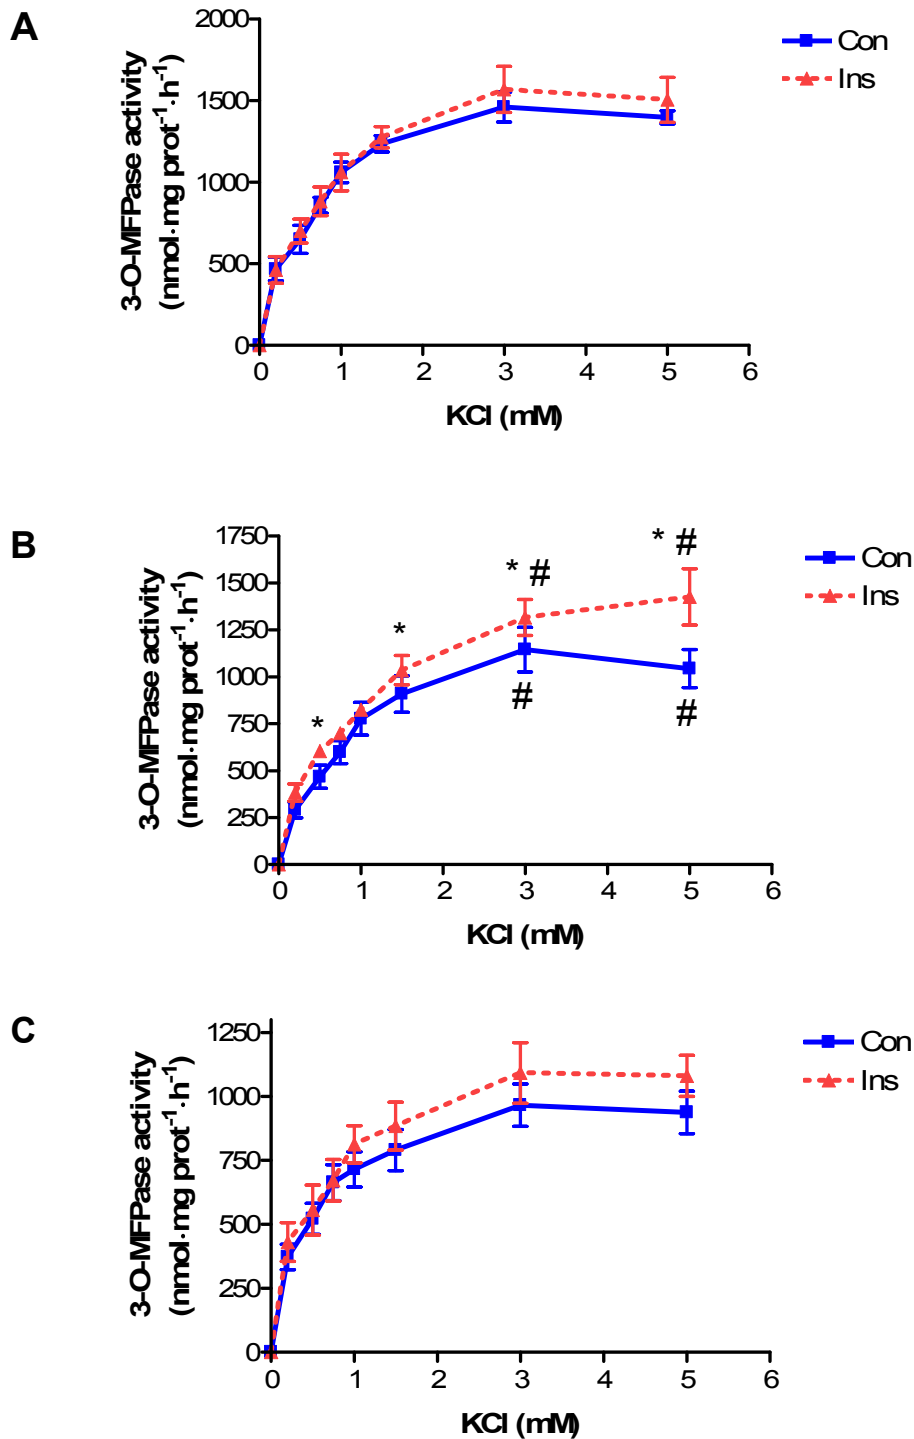 A
2000
1500
1000
500
0
0 1 2 3 4 5 6
3-O-MFPase activity
(nmol·mg prot⁻¹·h⁻¹)
KCl (mM)
Con
Ins
B
1750
1500
1250
1000
750
500
250
0
0 1 2 3 4 5 6
3-O-MFPase activity
(nmol·mg prot⁻¹·h⁻¹)
KCl (mM)
*
*
* #
* #
#
#
Con
Ins
C
1250
1000
750
500
250
0
0 1 2 3 4 5 6
3-O-MFPase activity
(nmol·mg prot⁻¹·h⁻¹)
KCl (mM)
Con
Ins